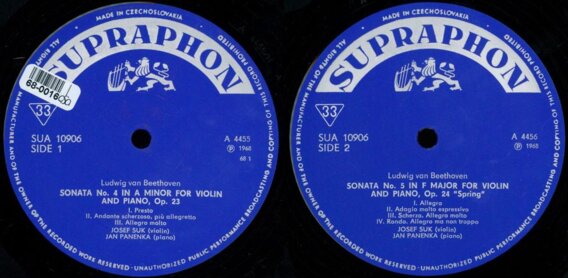 MADE IN CZECHOSLOVAKIA
SUPRAPHON
ALL RIGHTS OF THE MANUFACTURER AND OF THE OWNER OF THE RECORDED WORK RESERVED · UNAUTHORIZED PUBLIC PERFORMANCE BROADCASTING AND COPYING OF THIS RECORD PROHIBITED
33
SUA 10906
SIDE 1
A 4455
Ⓟ 1968
68 1
Ludwig van Beethoven
SONATA No. 4 IN A MINOR FOR VIOLIN
AND PIANO, Op. 23
I. Presto
II. Andante scherzoso, più allegretto
III. Allegro molto
JOSEF SUK (violin)
JAN PANENKA (piano)
MADE IN CZECHOSLOVAKIA
SUPRAPHON
ALL RIGHTS OF THE MANUFACTURER AND OF THE OWNER OF THE RECORDED WORK RESERVED · UNAUTHORIZED PUBLIC PERFORMANCE BROADCASTING AND COPYING OF THIS RECORD PROHIBITED
33
SUA 10906
SIDE 2
A 4456
Ⓟ 1968
Ludwig van Beethoven
SONATA No. 5 IN F MAJOR FOR VIOLIN
AND PIANO, Op. 24 "Spring"
I. Allegro
II. Adagio molto espressivo
III. Scherzo. Allegro molto
IV. Rondo. Allegro ma non troppo
JOSEF SUK (violin)
JAN PANENKA (piano)